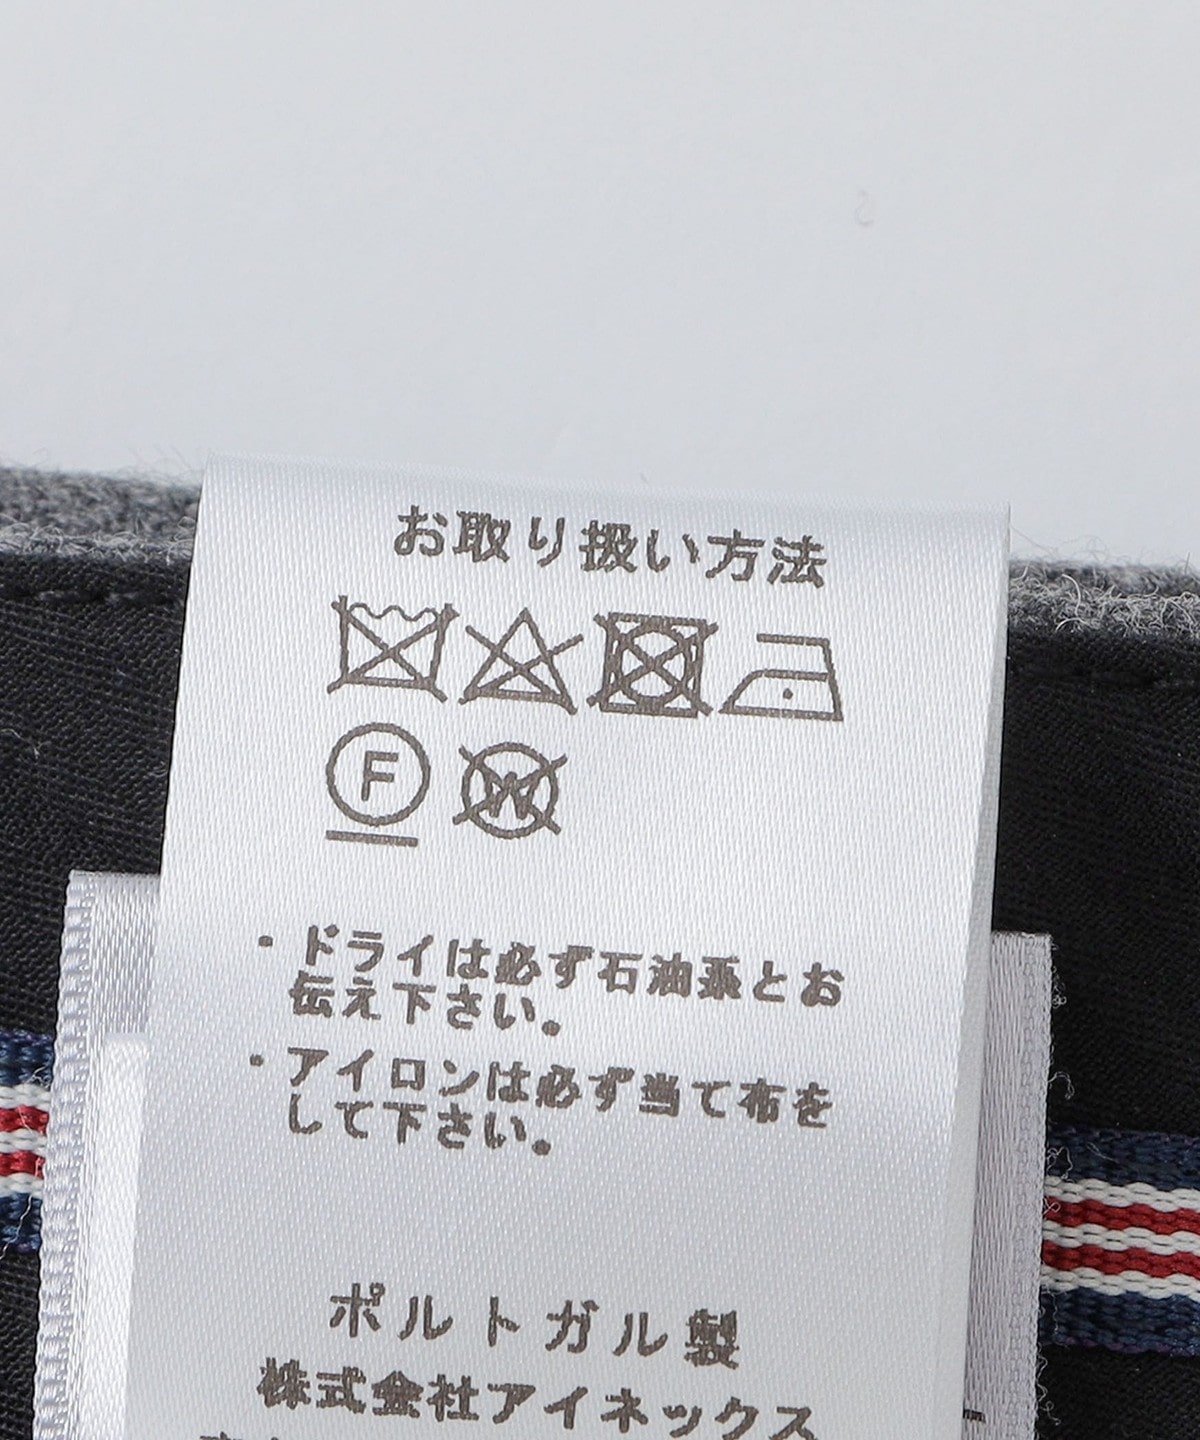 お取り扱い方法
F W
・ドライは必ず石油系とお
伝え下さい。
・アイロンは必ず当て布を
して下さい。
ポルトガル製
株式会社アイネックス